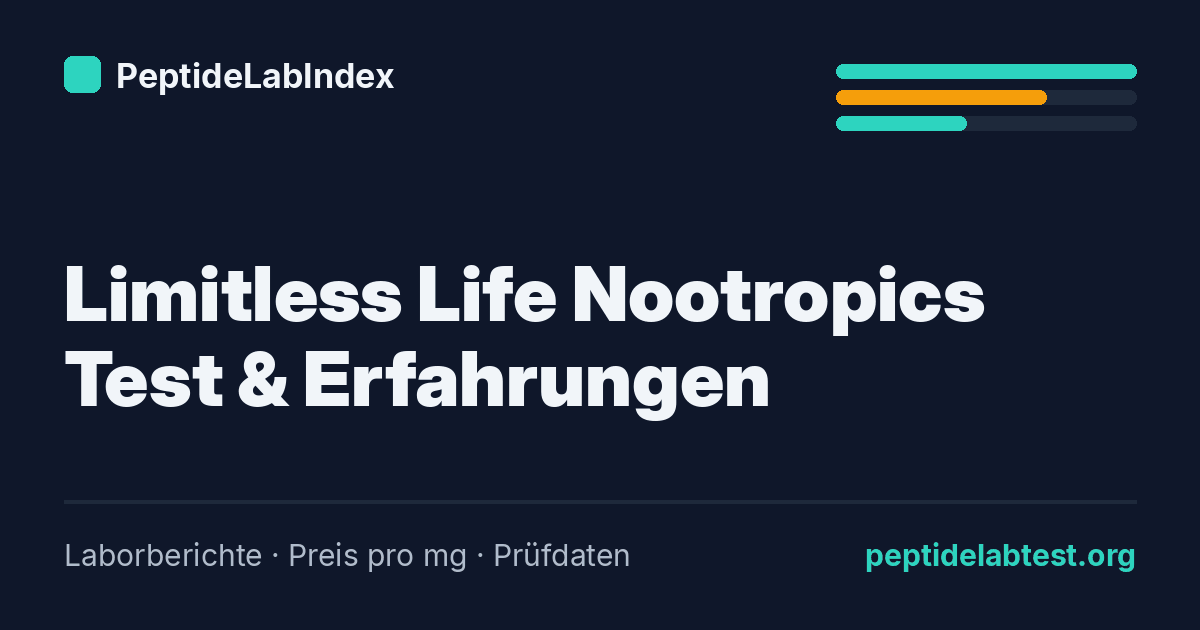 PeptideLabIndex
Limitless Life Nootropics
Test & Erfahrungen
Laborberichte · Preis pro mg · Prüfdaten
peptidelabtest.org